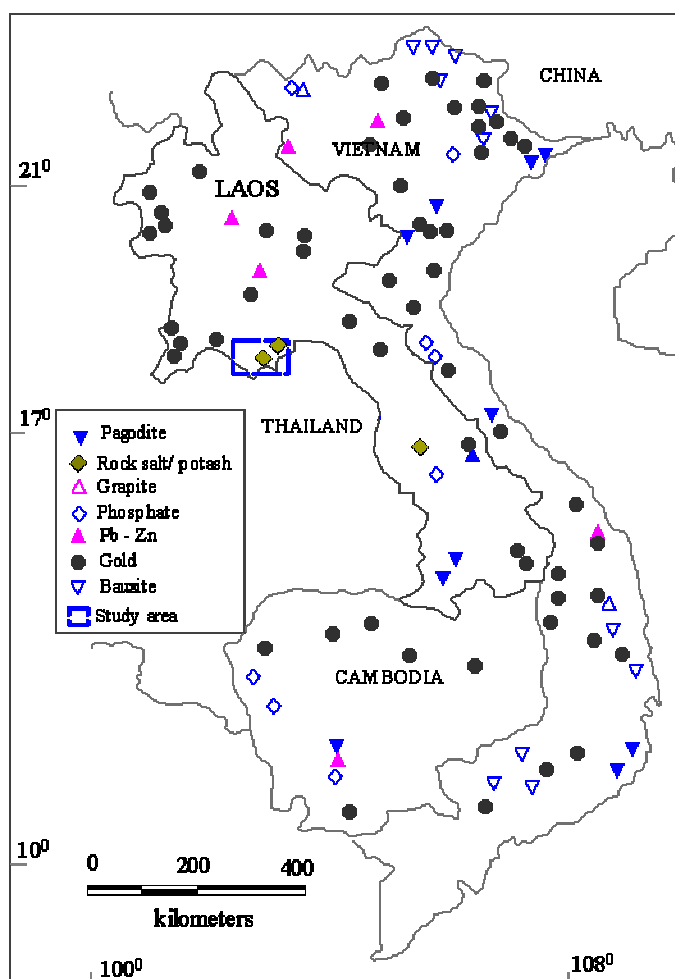 CHINA
VIETNAM
21⁰
LAOS
17⁰
THAILAND
Pagodite
Rock salt/ potash
Grapite
Phosphate
Pb - Zn
Gold
Bauxite
Study area
CAMBODIA
10⁰
0 200 400
kilometers
100⁰ 108⁰